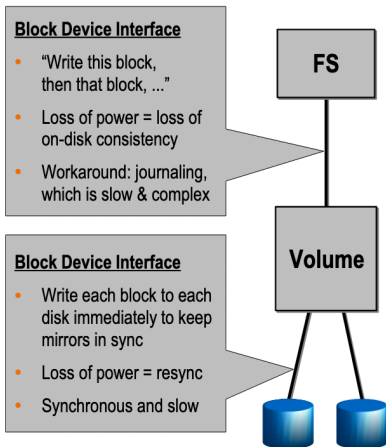 Block Device Interface
• “Write this block,
then that block, ...”
• Loss of power = loss of
on-disk consistency
• Workaround: journaling,
which is slow & complex
FS
Volume
Block Device Interface
• Write each block to each
disk immediately to keep
mirrors in sync
• Loss of power = resync
• Synchronous and slow